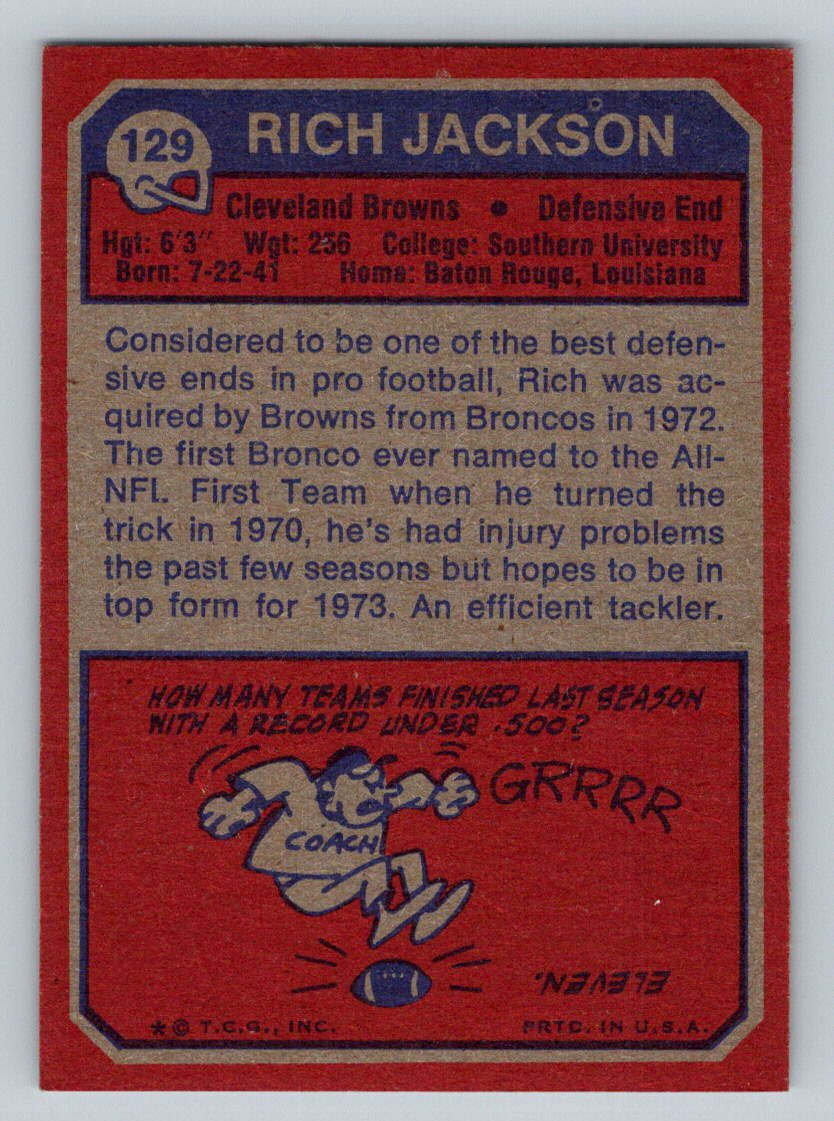 129
RICH JACKSON
Cleveland Browns • Defensive End
Hgt: 6'3" Wgt: 256 College: Southern University
Born: 7-22-41 Home: Baton Rouge, Louisiana
Considered to be one of the best defen-
sive ends in pro football, Rich was ac-
quired by Browns from Broncos in 1972.
The first Bronco ever named to the All-
NFL First Team when he turned the
trick in 1970, he's had injury problems
the past few seasons but hopes to be in
top form for 1973. An efficient tackler.
HOW MANY TEAMS FINISHED LAST SEASON
WITH A RECORD UNDER .500?
GRRRR
COACH
ELEVEN.
*© T.C.G., INC. PRTD. IN U.S.A.